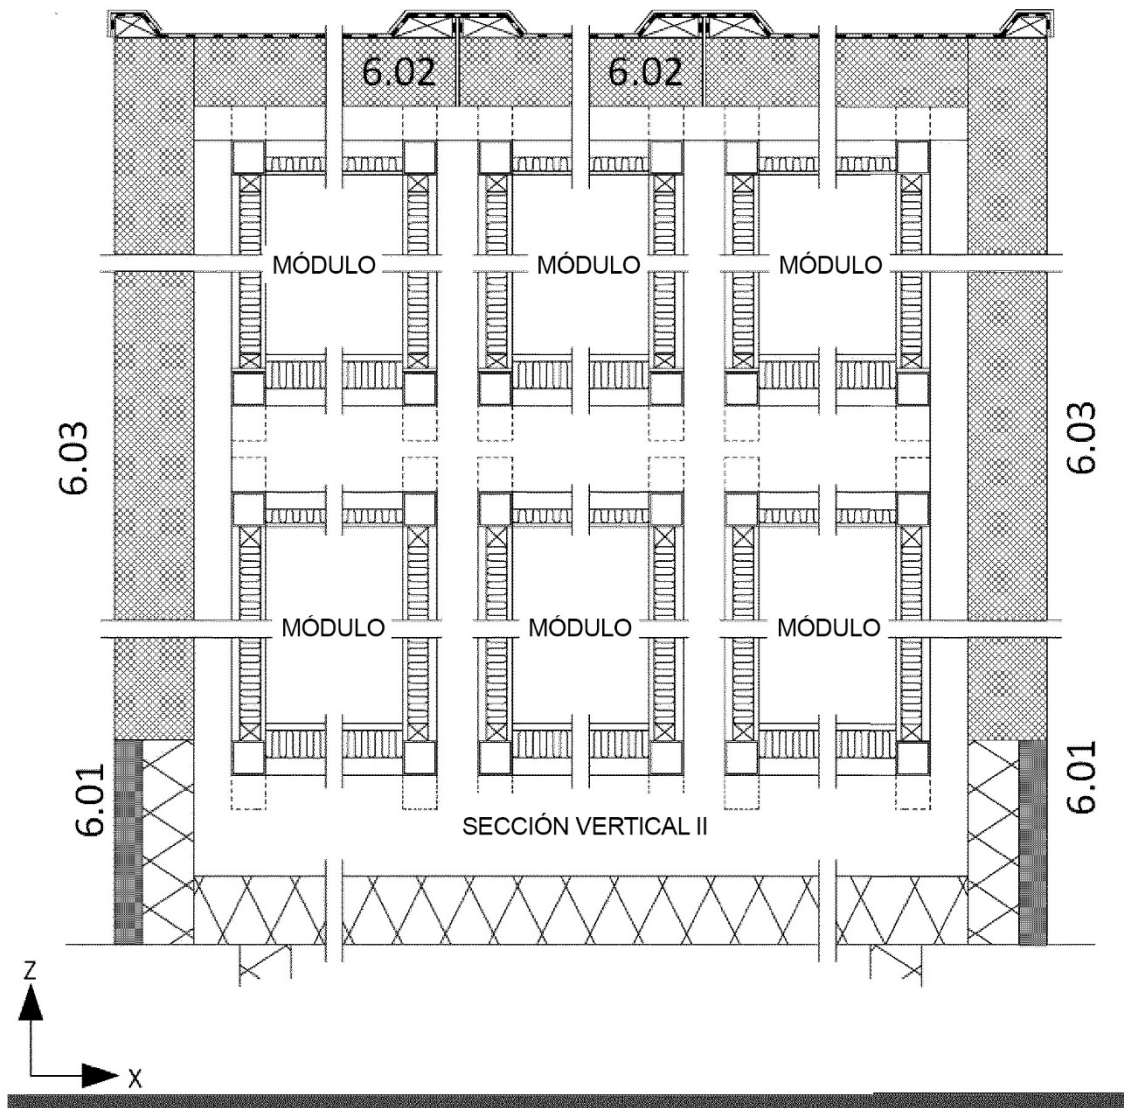 6.02 6.02
MÓDULO MÓDULO MÓDULO
6.03 6.03
MÓDULO MÓDULO MÓDULO
6.01 6.01
SECCIÓN VERTICAL II
Z
X